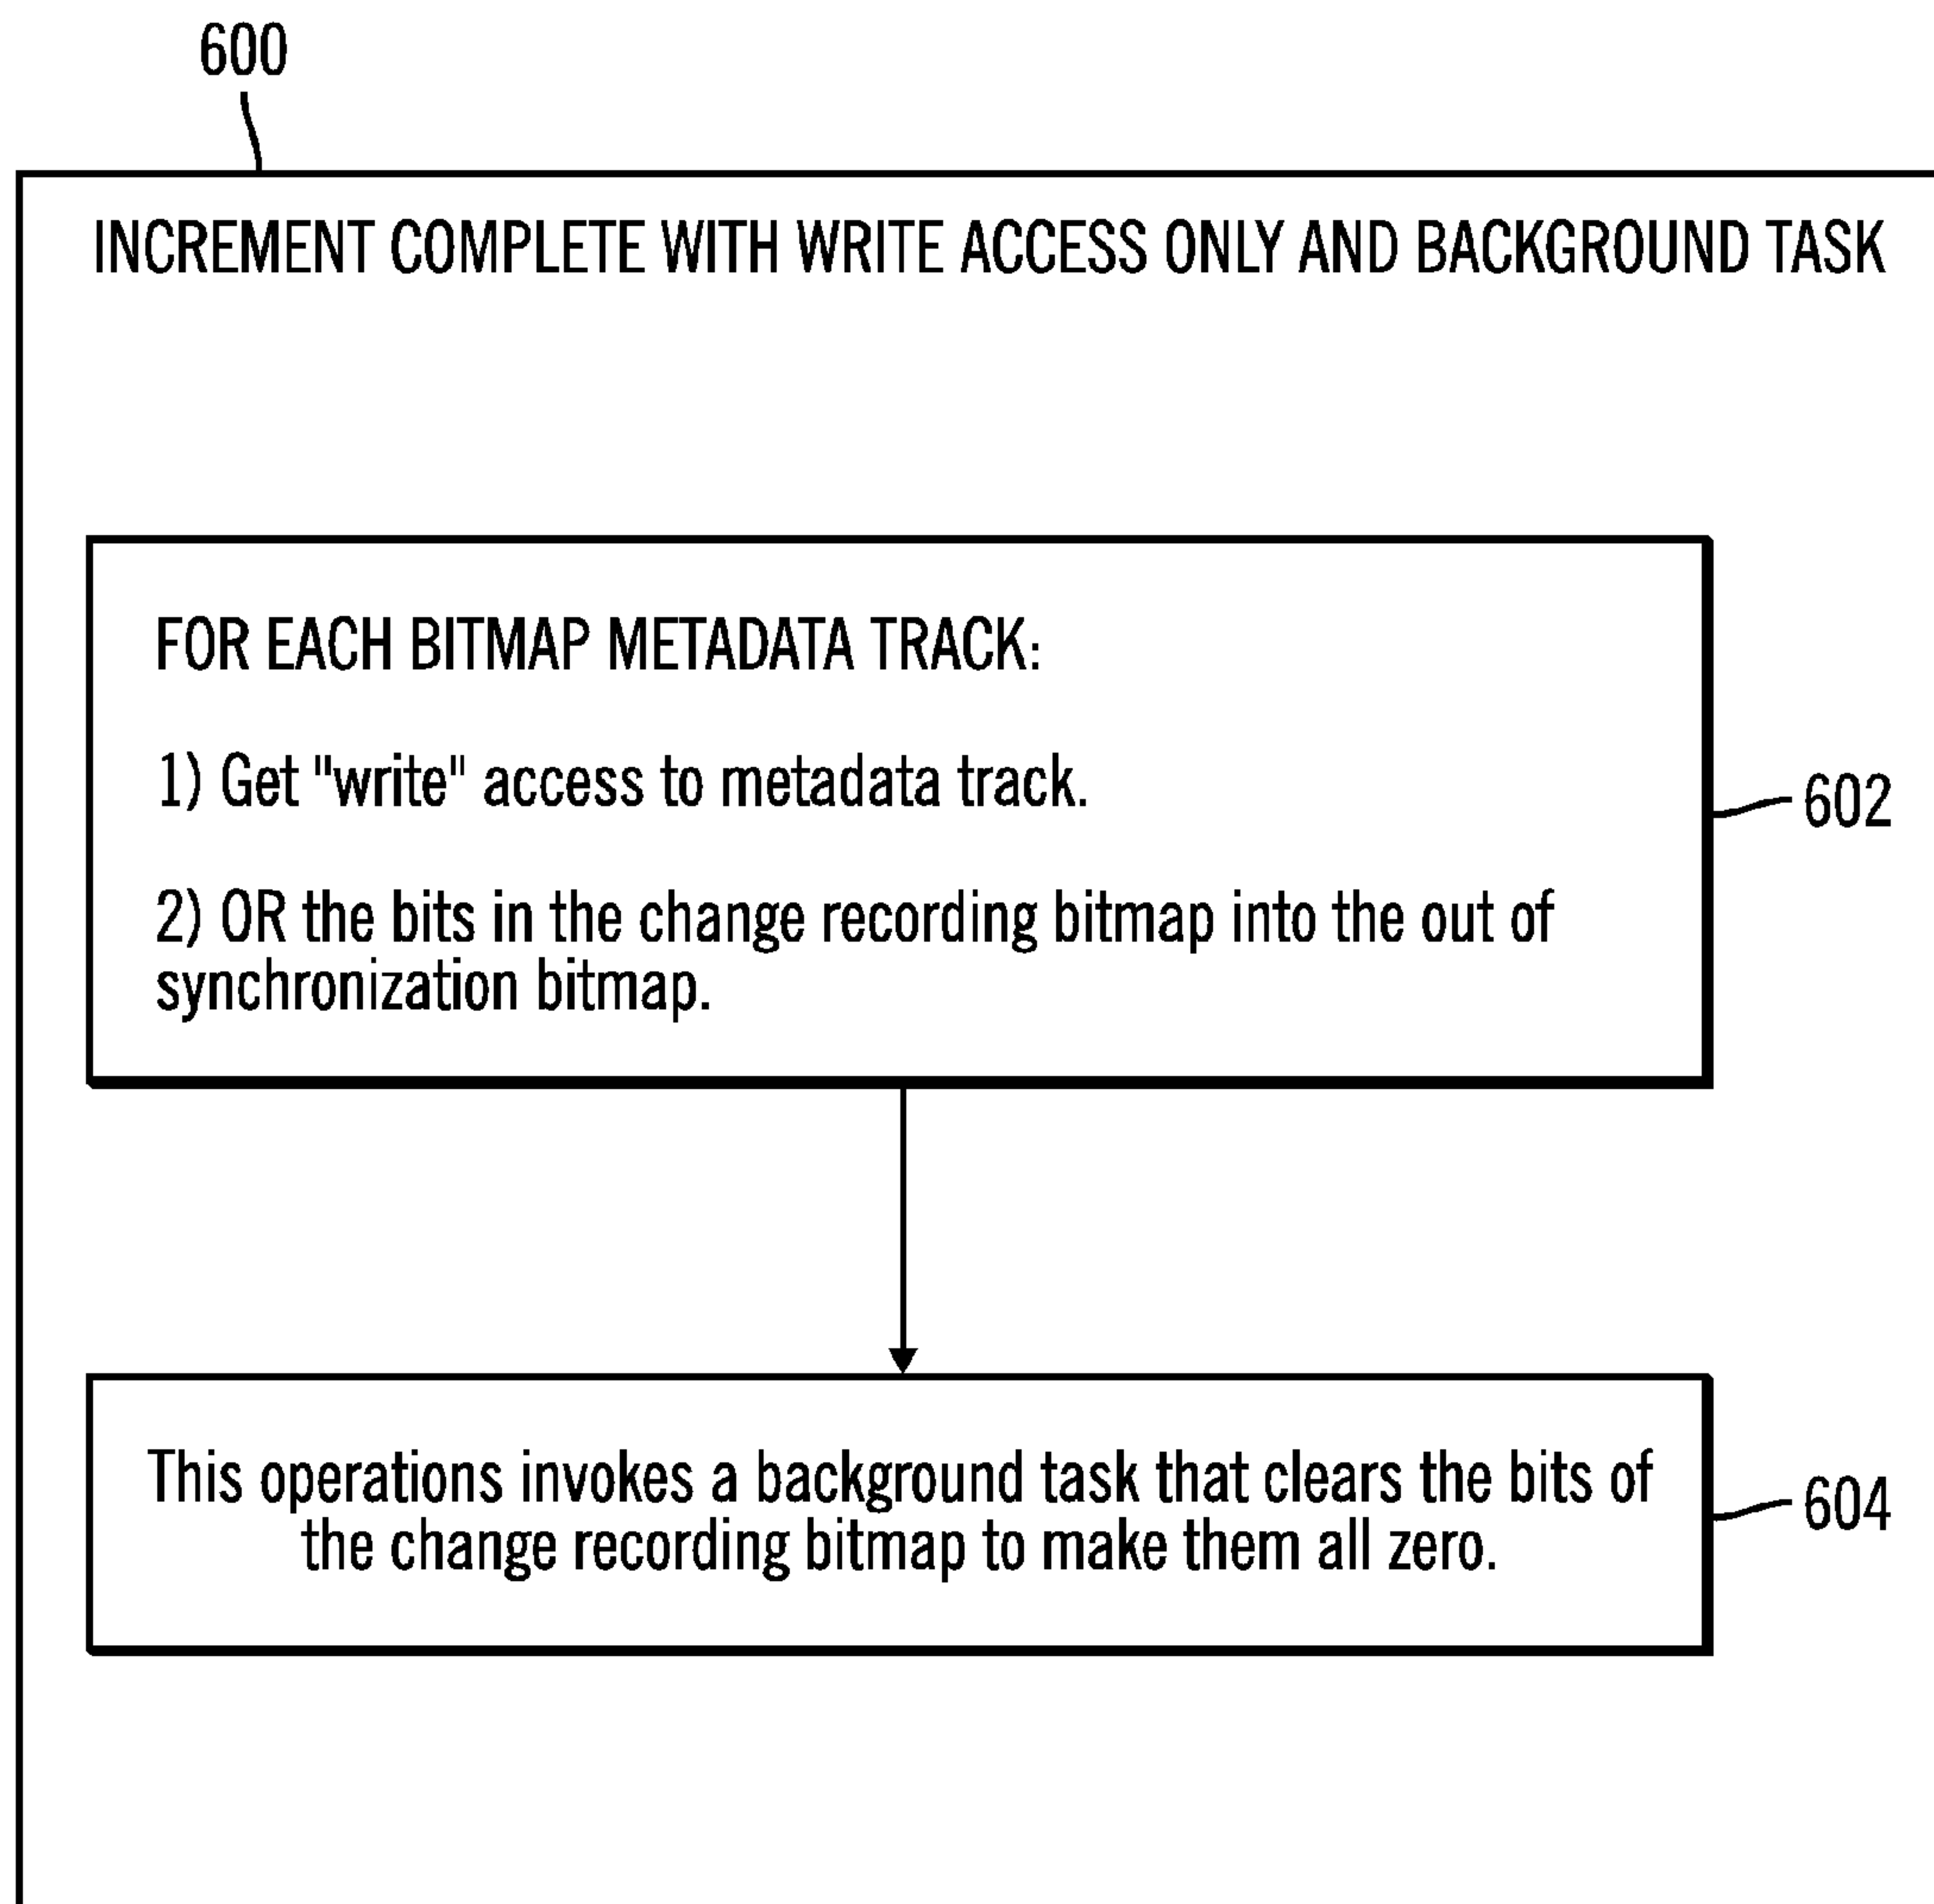 600
INCREMENT COMPLETE WITH WRITE ACCESS ONLY AND BACKGROUND TASK
FOR EACH BITMAP METADATA TRACK:
1) Get "write" access to metadata track.
602
2) OR the bits in the change recording bitmap into the out of
synchronization bitmap.
This operations invokes a background task that clears the bits of
604
the change recording bitmap to make them all zero.